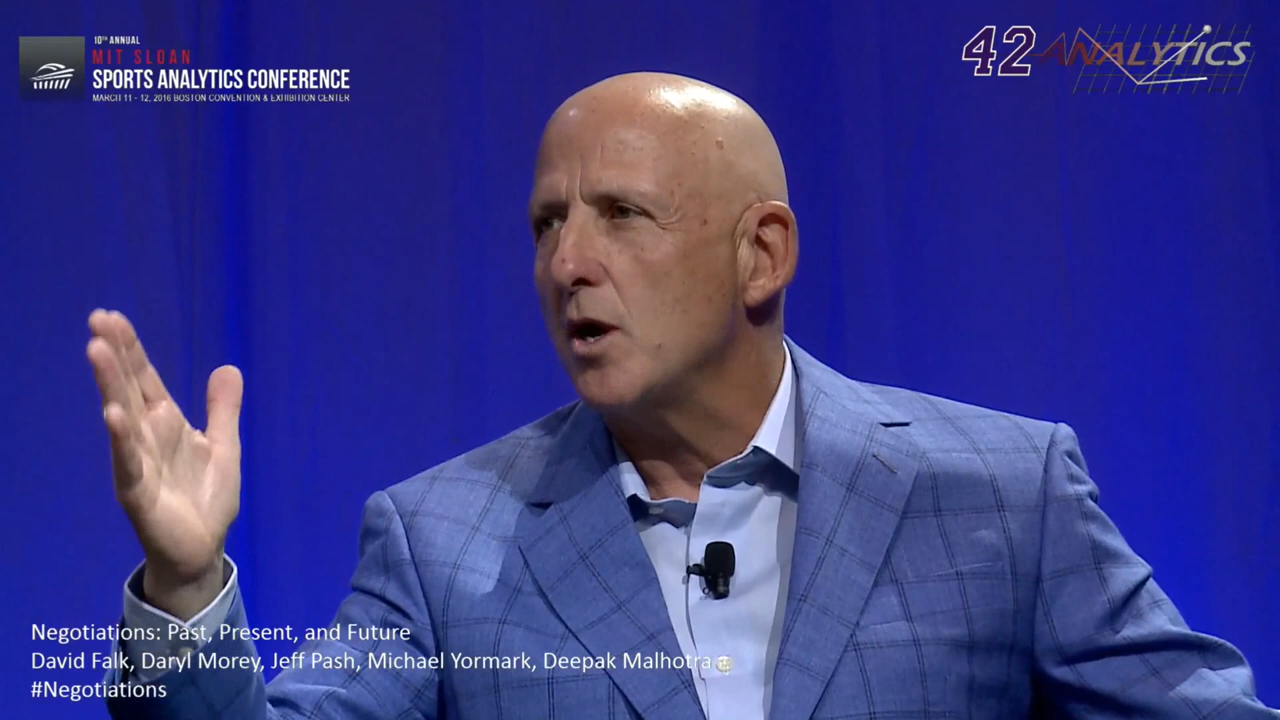 10TH ANNUAL
MIT SLOAN
SPORTS ANALYTICS CONFERENCE
MARCH 11 - 12, 2016 BOSTON CONVENTION & EXHIBITION CENTER
42 ANALYTICS
Negotiations: Past, Present, and Future
David Falk, Daryl Morey, Jeff Pash, Michael Yormark, Deepak Malhotra
#Negotiations